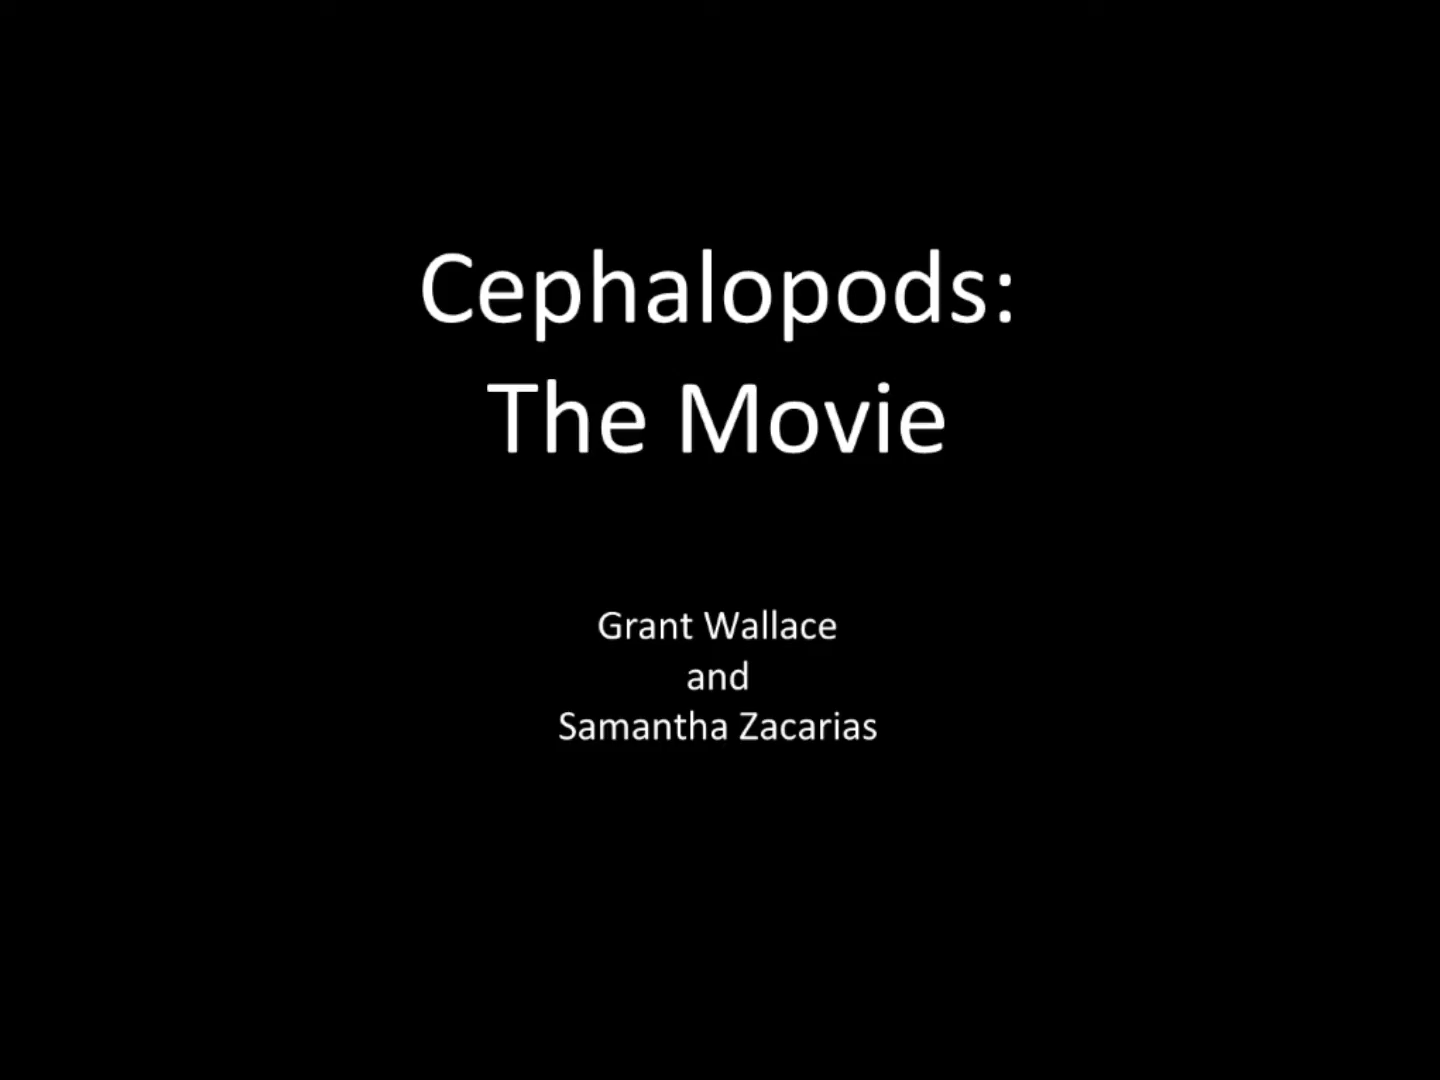 Cephalopods:
The Movie
Grant Wallace
and
Samantha Zacarias